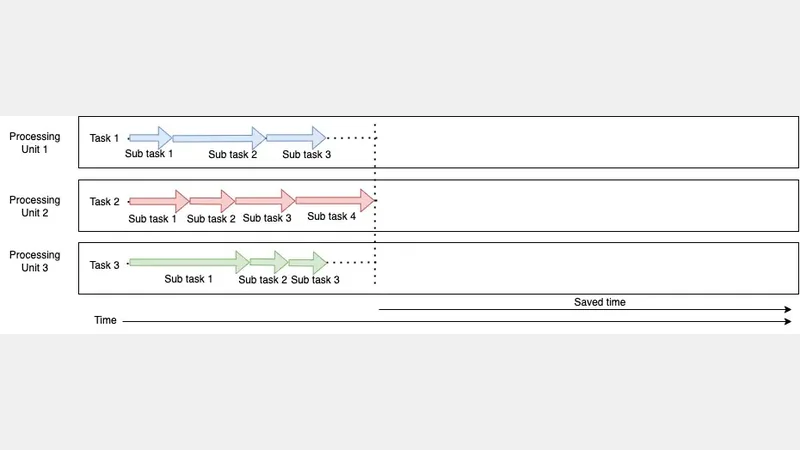 Processing
Unit 1
Task 1
Sub task 1
Sub task 2
Sub task 3
Processing
Unit 2
Task 2
Sub task 1
Sub task 2
Sub task 3
Sub task 4
Processing
Unit 3
Task 3
Sub task 1
Sub task 2
Sub task 3
Saved time
Time